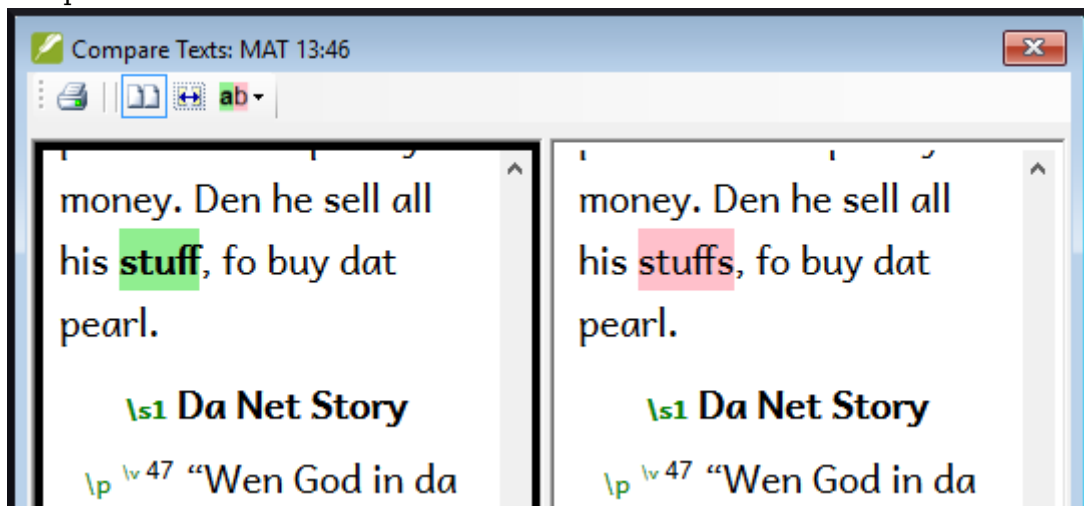 Compare Texts: MAT 13:46
ab
money. Den he sell all
his stuff, fo buy dat
pearl.
\s1 Da Net Story
\p \v 47 “Wen God in da
money. Den he sell all
his stuffs, fo buy dat
pearl.
\s1 Da Net Story
\p \v 47 “Wen God in da